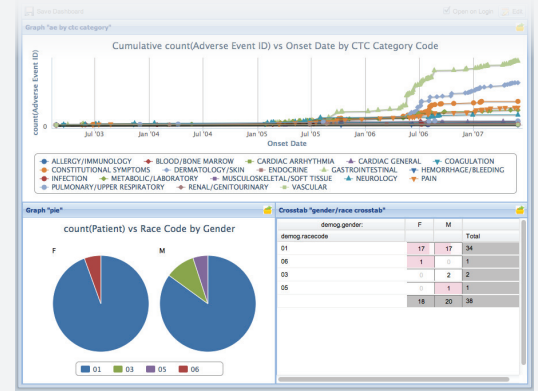 Save Dashboard
Open on Login
Edit
Graph "ae by ctc category"
Cumulative count(Adverse Event ID) vs Onset Date by CTC Category Code
count(Adverse Event ID)
0
Jul '03 Jan '04 Jul '04 Jan '05 Jul '05 Jan '06 Jul '06 Jan '07
Onset Date
ALLERGY/IMMUNOLOGY BLOOD/BONE MARROW CARDIAC ARRHYTHMIA CARDIAC GENERAL COAGULATION
CONSTITUTIONAL SYMPTOMS DERMATOLOGY/SKIN ENDOCRINE GASTROINTESTINAL HEMORRHAGE/BLEEDING
INFECTION METABOLIC/LABORATORY MUSCULOSKELETAL/SOFT TISSUE NEUROLOGY PAIN
PULMONARY/UPPER RESPIRATORY RENAL/GENITOURINARY VASCULAR
Graph "pie"
count(Patient) vs Race Code by Gender
F M
01 03 05 06
Crosstab "gender/race crosstab"
demog.gender: F M
demog.racecode Total
01 17 17 34
06 1 0 1
03 0 2 2
05 0 1 1
18 20 38